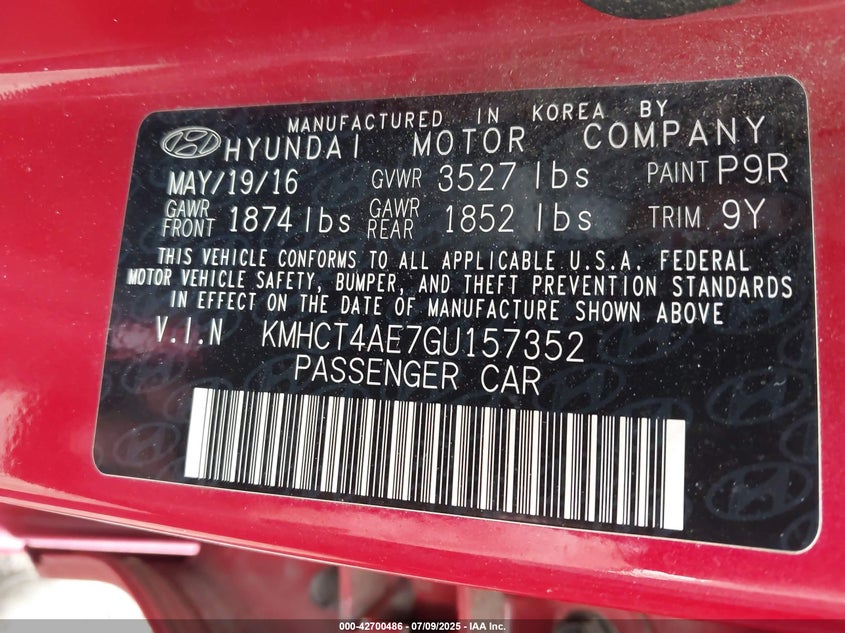 MANUFACTURED IN KOREA BY
HYUNDAI MOTOR COMPANY
MAY/19/16 GVWR 3527 lbs PAINT P9R
GAWR FRONT 1874 lbs GAWR REAR 1852 lbs TRIM 9Y
THIS VEHICLE CONFORMS TO ALL APPLICABLE U.S.A. FEDERAL
MOTOR VEHICLE SAFETY, BUMPER, AND THEFT PREVENTION STANDARDS
IN EFFECT ON THE DATE OF MANUFACTURE SHOWN ABOVE
V.I.N KMHCT4AE7GU157352
PASSENGER CAR
000-42700486 - 07/09/2025 - IAA Inc.